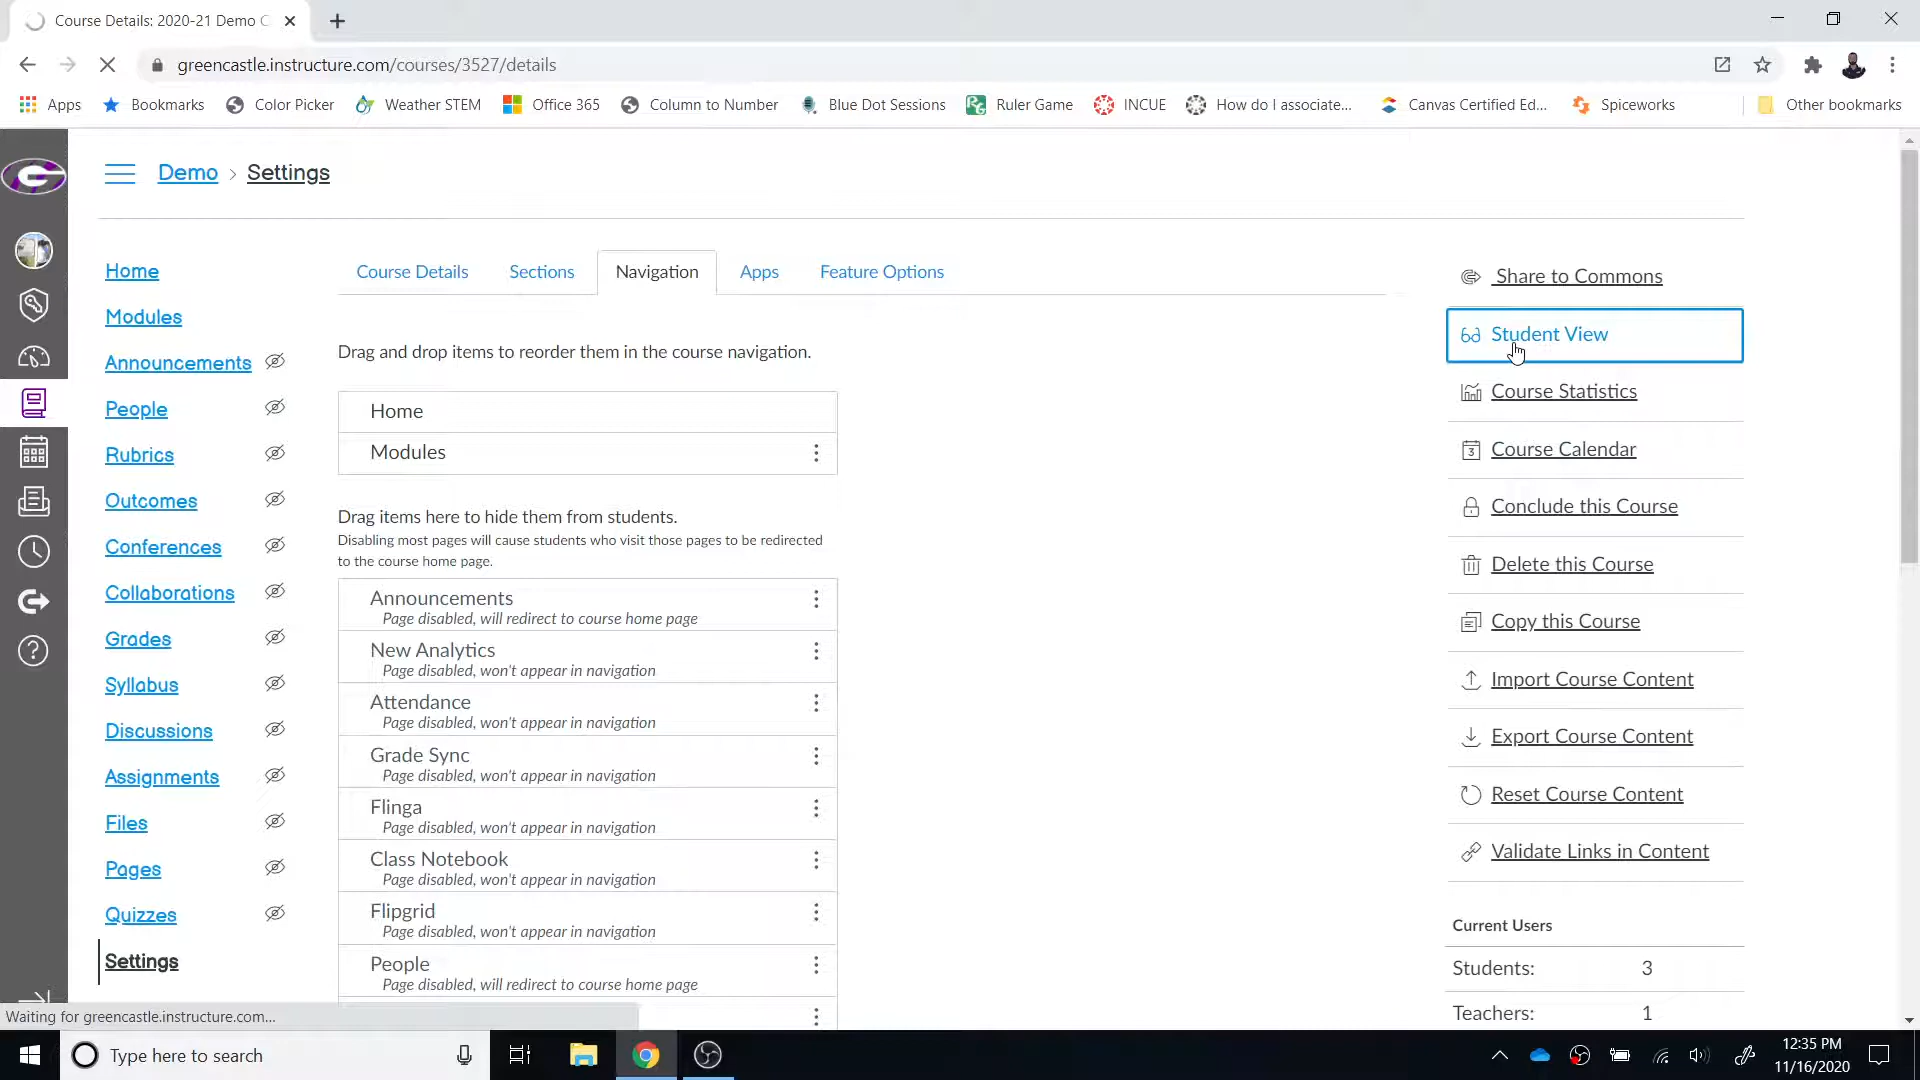 Course Details: 2020-21 Demo C
greencastle.instructure.com/courses/3527/details
Apps
Bookmarks
Color Picker
Weather STEM
Office 365
Column to Number
Blue Dot Sessions
Ruler Game
INCUE
How do I associate...
Canvas Certified Ed...
Spiceworks
Other bookmarks
Demo > Settings
Home
Modules
Announcements
People
Rubrics
Outcomes
Conferences
Collaborations
Grades
Syllabus
Discussions
Assignments
Files
Pages
Quizzes
Settings
Course Details
Sections
Navigation
Apps
Feature Options
Drag and drop items to reorder them in the course navigation.
Home
Modules
Drag items here to hide them from students.
Disabling most pages will cause students who visit those pages to be redirected
to the course home page.
Announcements
Page disabled, will redirect to course home page
New Analytics
Page disabled, won't appear in navigation
Attendance
Page disabled, won't appear in navigation
Grade Sync
Page disabled, won't appear in navigation
Flinga
Page disabled, won't appear in navigation
Class Notebook
Page disabled, won't appear in navigation
Flipgrid
Page disabled, won't appear in navigation
People
Page disabled, will redirect to course home page
Share to Commons
Student View
Course Statistics
3 Course Calendar
Conclude this Course
Delete this Course
Copy this Course
Import Course Content
Export Course Content
Reset Course Content
Validate Links in Content
Current Users
Students: 3
Teachers: 1
Waiting for greencastle.instructure.com...
Type here to search
12:35 PM
11/16/2020